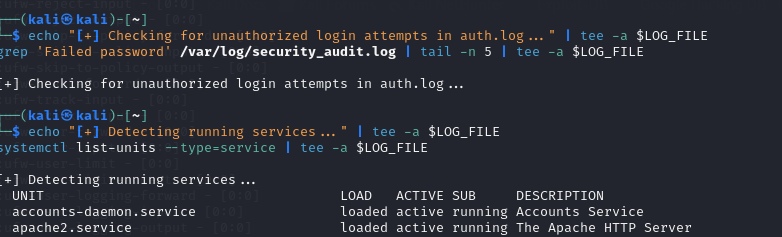 ┌──(kali㉿kali)-[~]
└─$ echo "[+] Checking for unauthorized login attempts in auth.log..." | tee -a $LOG_FILE
grep 'Failed password' /var/log/security_audit.log | tail -n 5 | tee -a $LOG_FILE
[+] Checking for unauthorized login attempts in auth.log...
┌──(kali㉿kali)-[~]
└─$ echo "[+] Detecting running services..." | tee -a $LOG_FILE
systemctl list-units --type=service | tee -a $LOG_FILE
[+] Detecting running services...
UNIT LOAD ACTIVE SUB DESCRIPTION
accounts-daemon.service loaded active running Accounts Service
apache2.service loaded active running The Apache HTTP Server